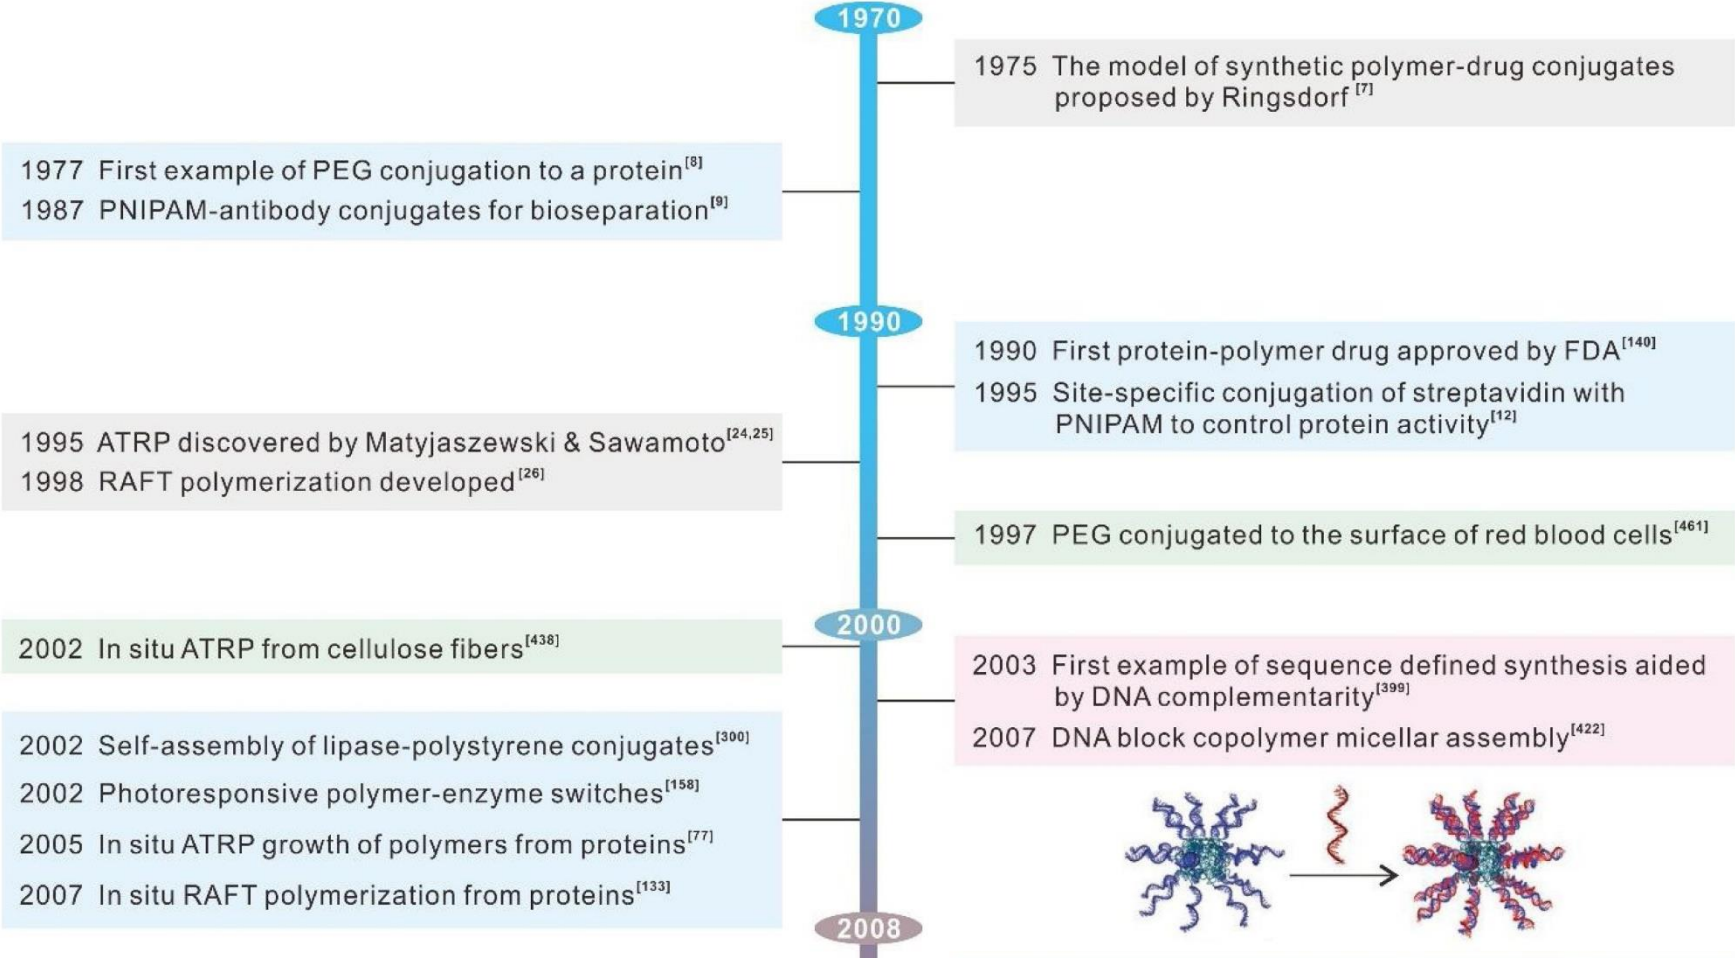 1970
1975 The model of synthetic polymer-drug conjugates
proposed by Ringsdorf [7]
1977 First example of PEG conjugation to a protein[8]
1987 PNIPAM-antibody conjugates for bioseparation[9]
1990
1990 First protein-polymer drug approved by FDA[140]
1995 Site-specific conjugation of streptavidin with
PNIPAM to control protein activity[12]
1995 ATRP discovered by Matyjaszewski & Sawamoto[24,25]
1998 RAFT polymerization developed[26]
1997 PEG conjugated to the surface of red blood cells[461]
2000
2002 In situ ATRP from cellulose fibers[438]
2003 First example of sequence defined synthesis aided
by DNA complementarity[399]
2007 DNA block copolymer micellar assembly[422]
2002 Self-assembly of lipase-polystyrene conjugates[300]
2002 Photoresponsive polymer-enzyme switches[158]
2005 In situ ATRP growth of polymers from proteins[77]
2007 In situ RAFT polymerization from proteins[133]
2008